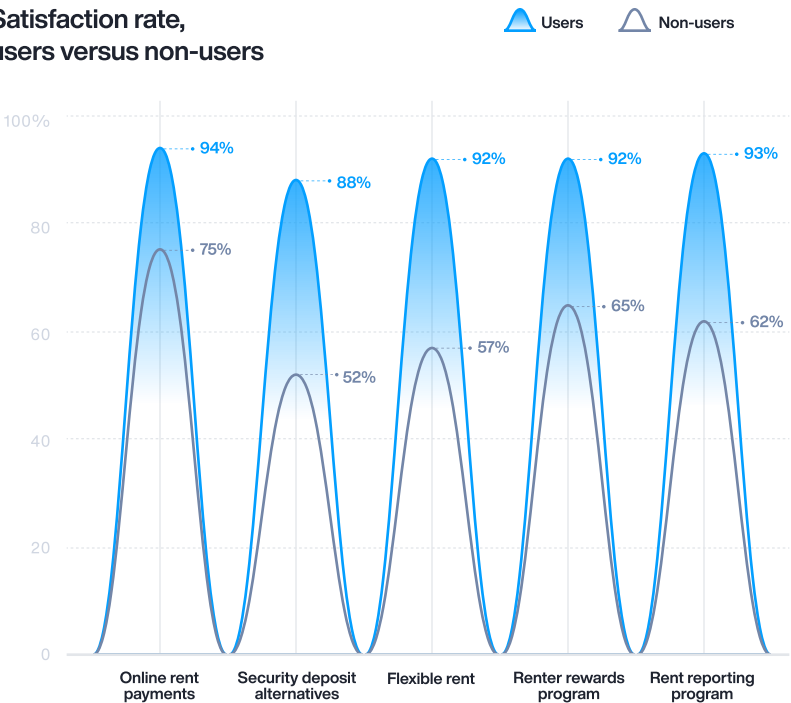 Satisfaction rate,
users versus non-users
Users
Non-users
100%
80
60
40
20
0
94%
75%
88%
52%
92%
57%
92%
65%
93%
62%
Online rent
payments
Security deposit
alternatives
Flexible rent
Renter rewards
program
Rent reporting
program